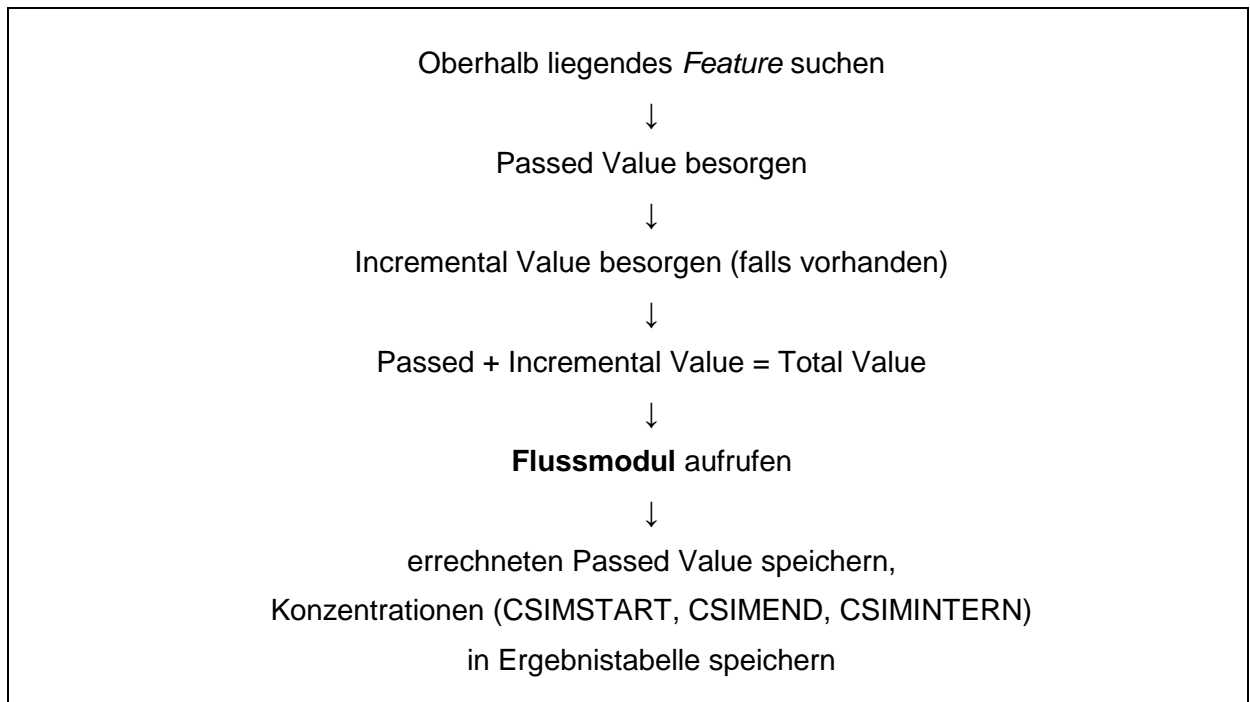 Oberhalb liegendes Feature suchen
↓
Passed Value besorgen
↓
Incremental Value besorgen (falls vorhanden)
↓
Passed + Incremental Value = Total Value
↓
Flussmodul aufrufen
↓
errechneten Passed Value speichern,
Konzentrationen (CSIMSTART, CSIMEND, CSIMINTERN)
in Ergebnistabelle speichern